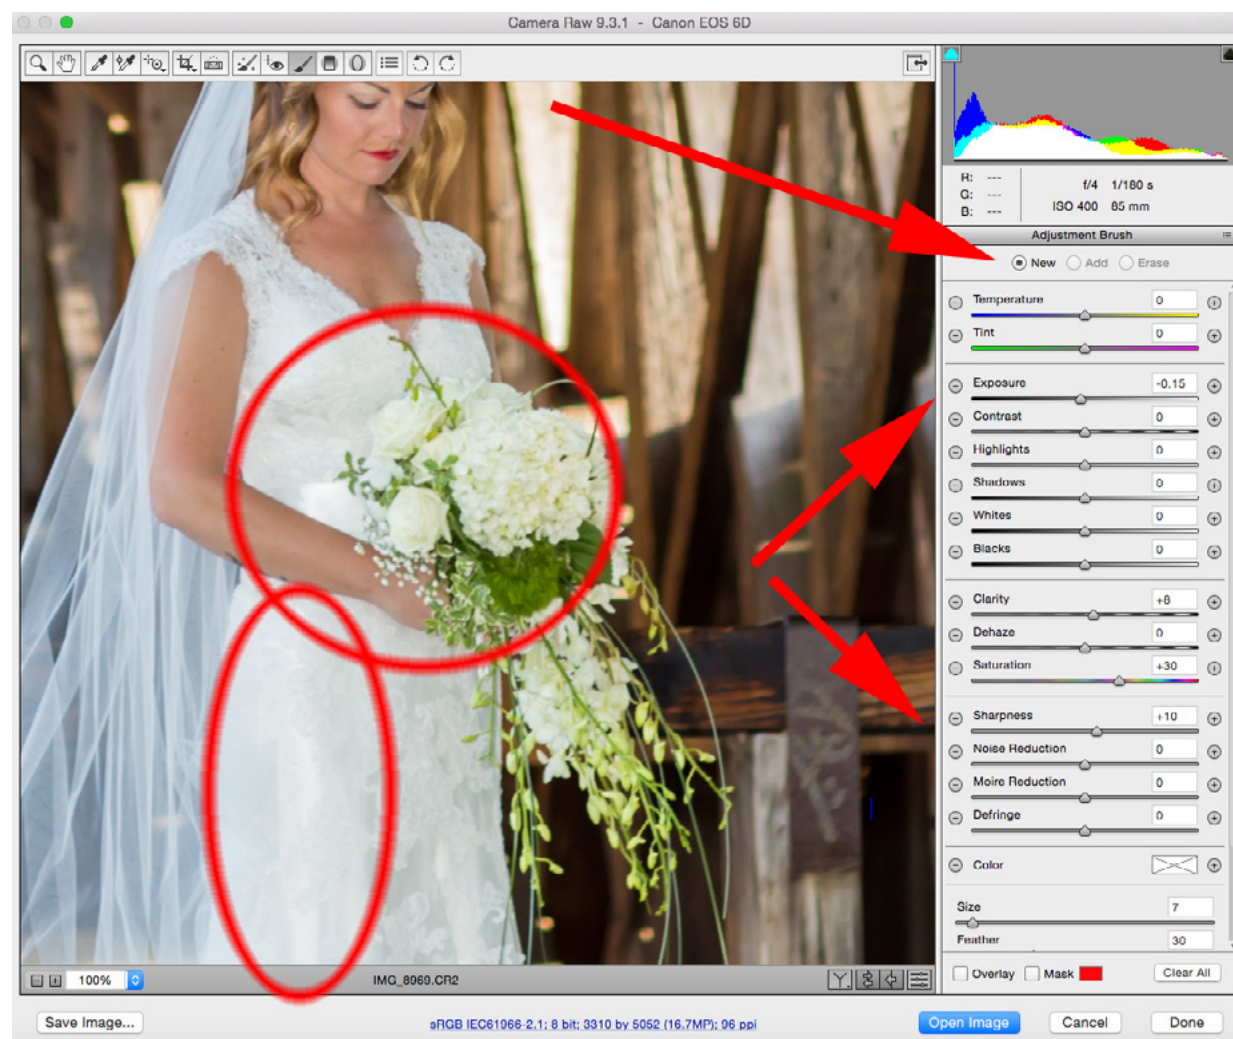 Camera Raw 9.3.1 - Canon EOS 6D
R: ---
G: ---
B: ---
f/4 1/180 s
ISO 400 85 mm
Adjustment Brush
New Add Erase
Temperature 0
Tint 0
Exposure -0.15
Contrast 0
Highlights 0
Shadows 0
Whites 0
Blacks 0
Clarity +8
Dehaze 0
Saturation +30
Sharpness +10
Noise Reduction 0
Moire Reduction 0
Defringe 0
Color
Size 7
Feather 30
100% IMG_8969.CR2 Y
Overlay Mask Clear All
Save Image... sRGB IEC61966-2.1; 8 bit; 3310 by 5052 (16.7MP); 96 ppi Open Image Cancel Done